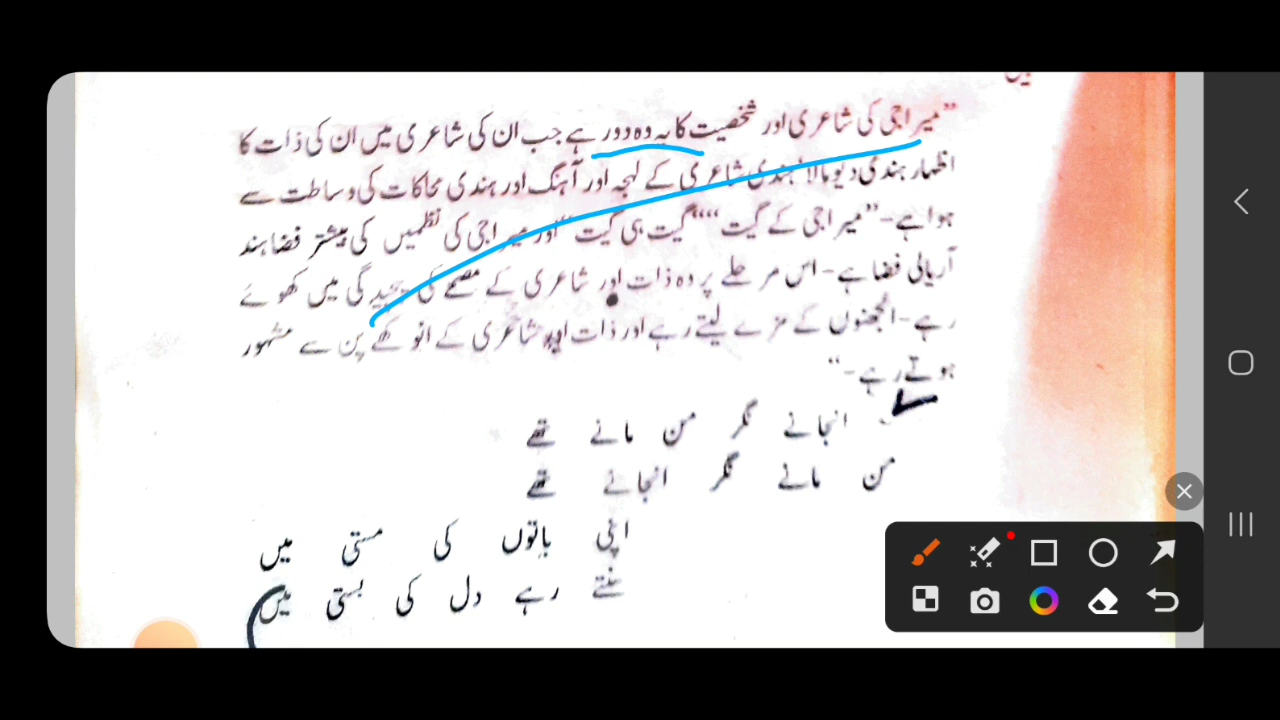 میں
”میراجی کی شاعری اور شخصیت کا یہ وہ دور ہے جب ان کی شاعری میں ان کی ذات کا
اظہار ہندی دیومالا‘ ہندی شاعری کے لہجہ اور آہنگ اور ہندی محاکات کی وساطت سے
ہوا ہے۔ ”میراجی کے گیت“ ”گیت ہی گیت“ اور میراجی کی نظمیں کی بیشتر فضا ہند
آریائی فضا ہے۔ اس مرحلے پر وہ ذات اور شاعری کے معمے کی پیچیدگی میں کھوئے
رہے۔ الجھنوں کے مزے لیتے رہے اور ذات اور شاعری کے انوکھے پن سے مشہور
ہوتے رہے۔“
انجانے نگر من مانے تھے
من مانے نگر انجانے تھے
اپنی باتوں کی مستی میں
سنتے رہے دل کی بستی میں